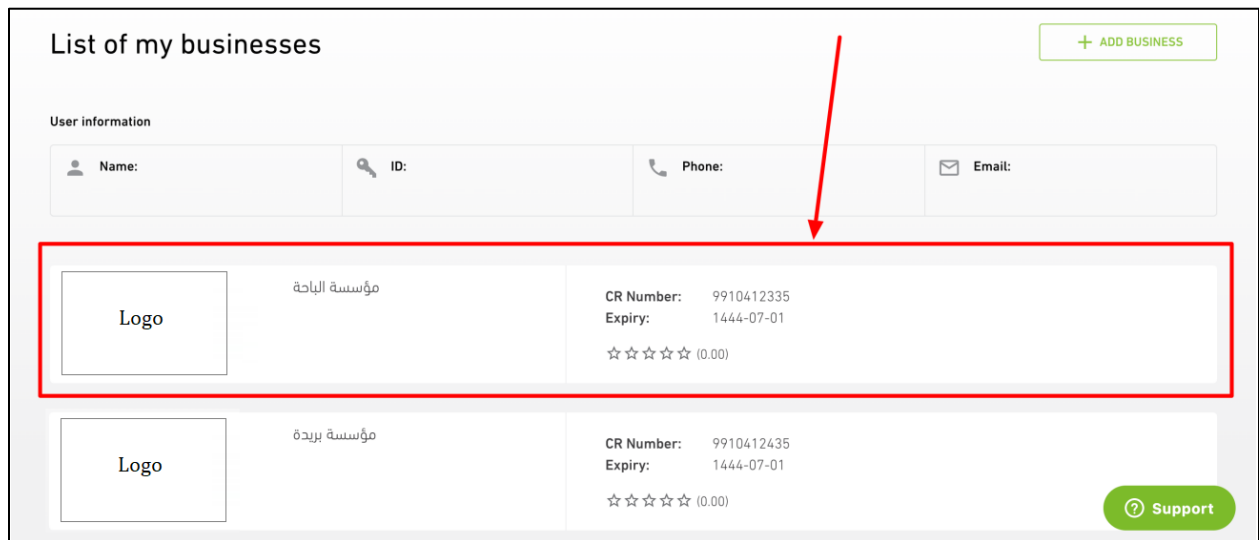 List of my businesses
+ ADD BUSINESS
User information
Name:
ID:
Phone:
Email:
Logo
مؤسسة الباحة
CR Number: 9910412335
Expiry: 1444-07-01
(0.00)
Logo
مؤسسة بريدة
CR Number: 9910412435
Expiry: 1444-07-01
(0.00)
Support